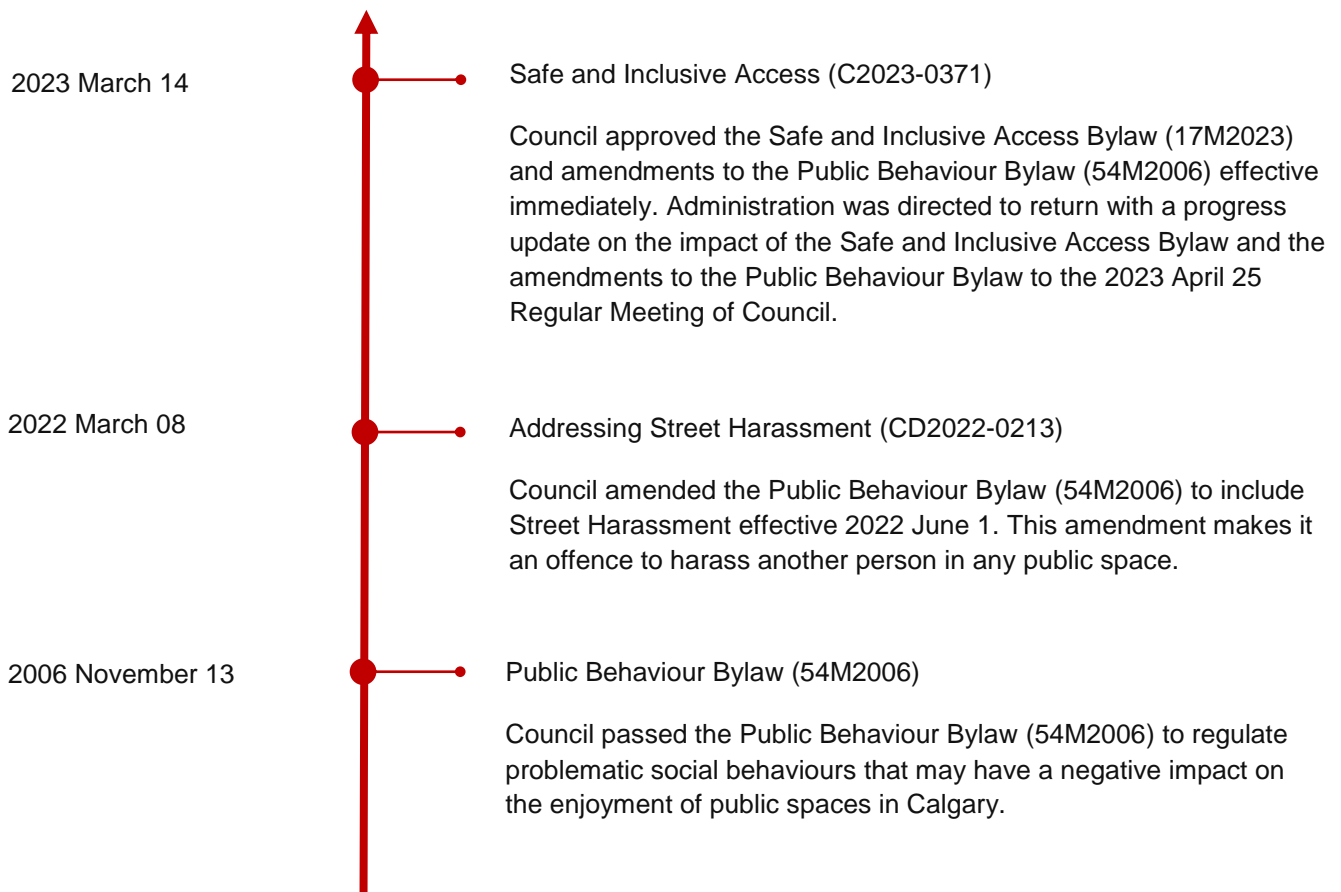 2023 March 14
Safe and Inclusive Access (C2023-0371)
Council approved the Safe and Inclusive Access Bylaw (17M2023)
and amendments to the Public Behaviour Bylaw (54M2006) effective
immediately. Administration was directed to return with a progress
update on the impact of the Safe and Inclusive Access Bylaw and the
amendments to the Public Behaviour Bylaw to the 2023 April 25
Regular Meeting of Council.
2022 March 08
Addressing Street Harassment (CD2022-0213)
Council amended the Public Behaviour Bylaw (54M2006) to include
Street Harassment effective 2022 June 1. This amendment makes it
an offence to harass another person in any public space.
2006 November 13
Public Behaviour Bylaw (54M2006)
Council passed the Public Behaviour Bylaw (54M2006) to regulate
problematic social behaviours that may have a negative impact on
the enjoyment of public spaces in Calgary.